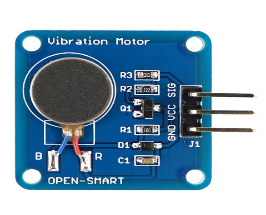 Vibration Motor
R3
R2
Q1
R1
D1
C1
SIG
VCC
GND
J1
B
R
OPEN-SMART